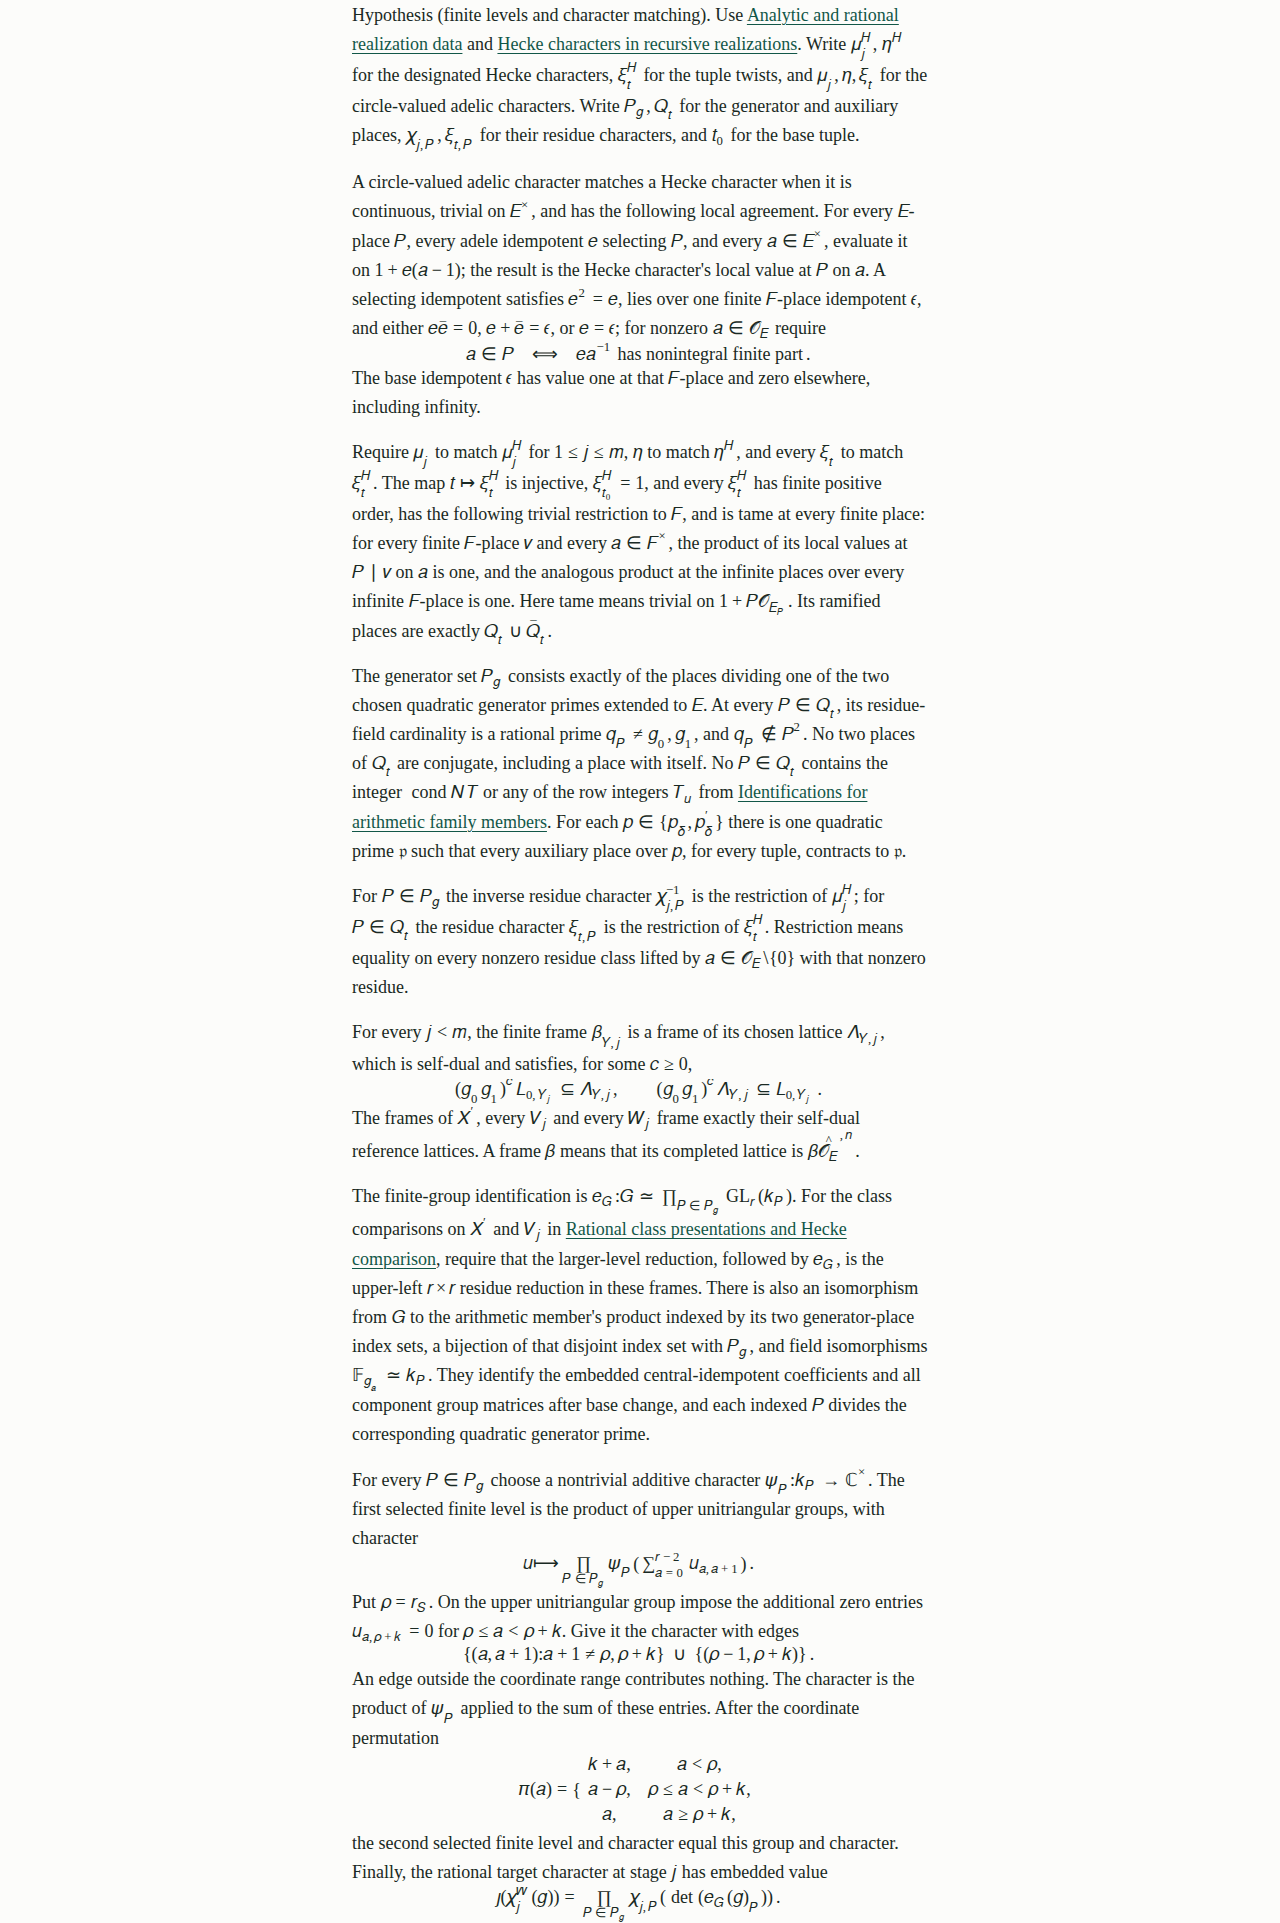 Hypothesis (finite levels and character matching). Use Analytic and rational
realization data and Hecke characters in recursive realizations. Write μ_j^H, η^H
for the designated Hecke characters, ξ_t^H for the tuple twists, and μ_j, η, ξ_t for the
circle-valued adelic characters. Write P_g, Q_t for the generator and auxiliary
places, χ_{j,P}, ξ_{t,P} for their residue characters, and t_0 for the base tuple.
A circle-valued adelic character matches a Hecke character when it is
continuous, trivial on E^×, and has the following local agreement. For every E-
place P, every adele idempotent e selecting P, and every a ∈ E^×, evaluate it
on 1 + e(a − 1); the result is the Hecke character's local value at P on a. A
selecting idempotent satisfies e^2 = e, lies over one finite F-place idempotent ϵ,
and either eē = 0, e + ē = ϵ, or e = ϵ; for nonzero a ∈ 𝒪_E require
a ∈ P ⟺ ea^{−1} has nonintegral finite part.
The base idempotent ϵ has value one at that F-place and zero elsewhere,
including infinity.
Require μ_j to match μ_j^H for 1 ≤ j ≤ m, η to match η^H, and every ξ_t to match
ξ_t^H. The map t ↦ ξ_t^H is injective, ξ_{t_0}^H = 1, and every ξ_t^H has finite positive
order, has the following trivial restriction to F, and is tame at every finite place:
for every finite F-place v and every a ∈ F^×, the product of its local values at
P ∣ v on a is one, and the analogous product at the infinite places over every
infinite F-place is one. Here tame means trivial on 1 + P𝒪_{E_P}. Its ramified
places are exactly Q_t ∪ Q̄_t.
The generator set P_g consists exactly of the places dividing one of the two
chosen quadratic generator primes extended to E. At every P ∈ Q_t, its residue-
field cardinality is a rational prime q_P ≠ g_0, g_1, and q_P ∉ P^2. No two places
of Q_t are conjugate, including a place with itself. No P ∈ Q_t contains the
integer cond NT or any of the row integers T_u from Identifications for
arithmetic family members. For each p ∈ {p_δ, p_δ′} there is one quadratic
prime 𝔭 such that every auxiliary place over p, for every tuple, contracts to 𝔭.
For P ∈ P_g the inverse residue character χ_{j,P}^{−1} is the restriction of μ_j^H; for
P ∈ Q_t the residue character ξ_{t,P} is the restriction of ξ_t^H. Restriction means
equality on every nonzero residue class lifted by a ∈ 𝒪_E\{0} with that nonzero
residue.
For every j < m, the finite frame β_{Y,j} is a frame of its chosen lattice Λ_{Y,j},
which is self-dual and satisfies, for some c ≥ 0,
(g_0 g_1)^c L_{0,Y_j} ⊆ Λ_{Y,j}, (g_0 g_1)^c Λ_{Y,j} ⊆ L_{0,Y_j}.
The frames of X′, every V_j and every W_j frame exactly their self-dual
reference lattices. A frame β means that its completed lattice is β𝒪̂_E^{,n}.
The finite-group identification is e_G:G ≃ ∏_{P∈P_g} GL_r(k_P). For the class
comparisons on X′ and V_j in Rational class presentations and Hecke
comparison, require that the larger-level reduction, followed by e_G, is the
upper-left r × r residue reduction in these frames. There is also an isomorphism
from G to the arithmetic member's product indexed by its two generator-place
index sets, a bijection of that disjoint index set with P_g, and field isomorphisms
𝔽_{g_a} ≃ k_P. They identify the embedded central-idempotent coefficients and all
component group matrices after base change, and each indexed P divides the
corresponding quadratic generator prime.
For every P ∈ P_g choose a nontrivial additive character ψ_P:k_P → ℂ^×. The
first selected finite level is the product of upper unitriangular groups, with
character
u ⟼ ∏_{P∈P_g} ψ_P(∑_{a=0}^{r−2} u_{a,a+1}).
Put ρ = r_S. On the upper unitriangular group impose the additional zero entries
u_{a,ρ+k} = 0 for ρ ≤ a < ρ + k. Give it the character with edges
{(a, a + 1):a + 1 ≠ ρ, ρ + k} ∪ {(ρ − 1, ρ + k)}.
An edge outside the coordinate range contributes nothing. The character is the
product of ψ_P applied to the sum of these entries. After the coordinate
permutation
π(a) = { k + a, a < ρ,
a − ρ, ρ ≤ a < ρ + k,
a, a ≥ ρ + k,
the second selected finite level and character equal this group and character.
Finally, the rational target character at stage j has embedded value
ȷ(χ_j^W(g)) = ∏_{P∈P_g} χ_{j,P}(det(e_G(g)_P)).